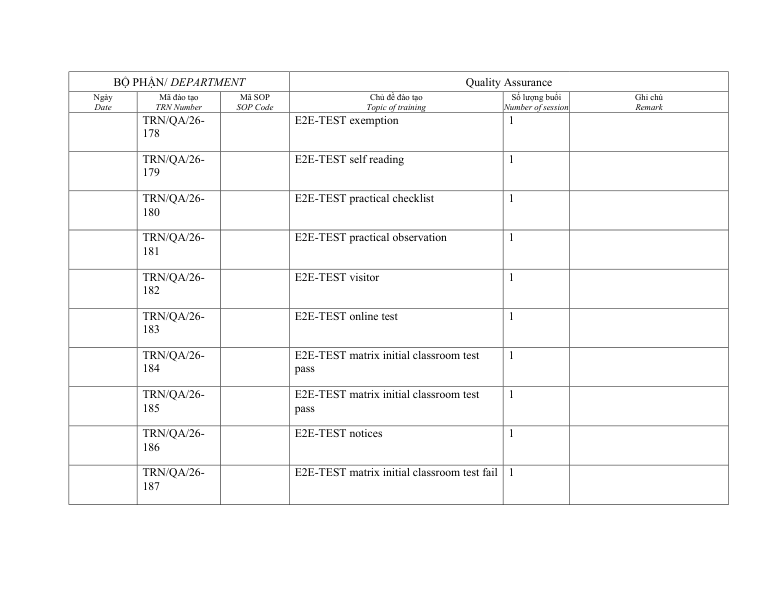 BỘ PHẬN/ DEPARTMENT Quality Assurance
Ngày Mã đào tạo Mã SOP Chủ đề đào tạo Số lượng buổi Ghi chú
Date TRN Number SOP Code Topic of training Number of session Remark
TRN/QA/26- E2E-TEST exemption 1
178
TRN/QA/26- E2E-TEST self reading 1
179
TRN/QA/26- E2E-TEST practical checklist 1
180
TRN/QA/26- E2E-TEST practical observation 1
181
TRN/QA/26- E2E-TEST visitor 1
182
TRN/QA/26- E2E-TEST online test 1
183
TRN/QA/26- E2E-TEST matrix initial classroom test 1
184 pass
TRN/QA/26- E2E-TEST matrix initial classroom test 1
185 pass
TRN/QA/26- E2E-TEST notices 1
186
TRN/QA/26- E2E-TEST matrix initial classroom test fail 1
187